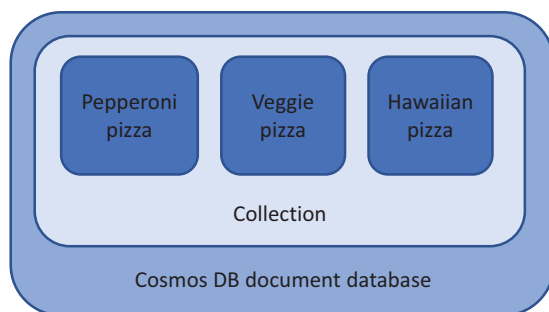 Pepperoni
pizza
Veggie
pizza
Hawaiian
pizza
Collection
Cosmos DB document database